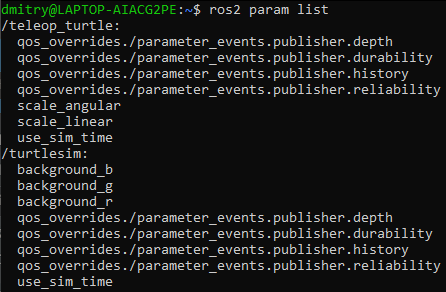 dmitry@LAPTOP-AIACG2PE:~$ ros2 param list
/teleop_turtle:
  qos_overrides./parameter_events.publisher.depth
  qos_overrides./parameter_events.publisher.durability
  qos_overrides./parameter_events.publisher.history
  qos_overrides./parameter_events.publisher.reliability
  scale_angular
  scale_linear
  use_sim_time
/turtlesim:
  background_b
  background_g
  background_r
  qos_overrides./parameter_events.publisher.depth
  qos_overrides./parameter_events.publisher.durability
  qos_overrides./parameter_events.publisher.history
  qos_overrides./parameter_events.publisher.reliability
  use_sim_time